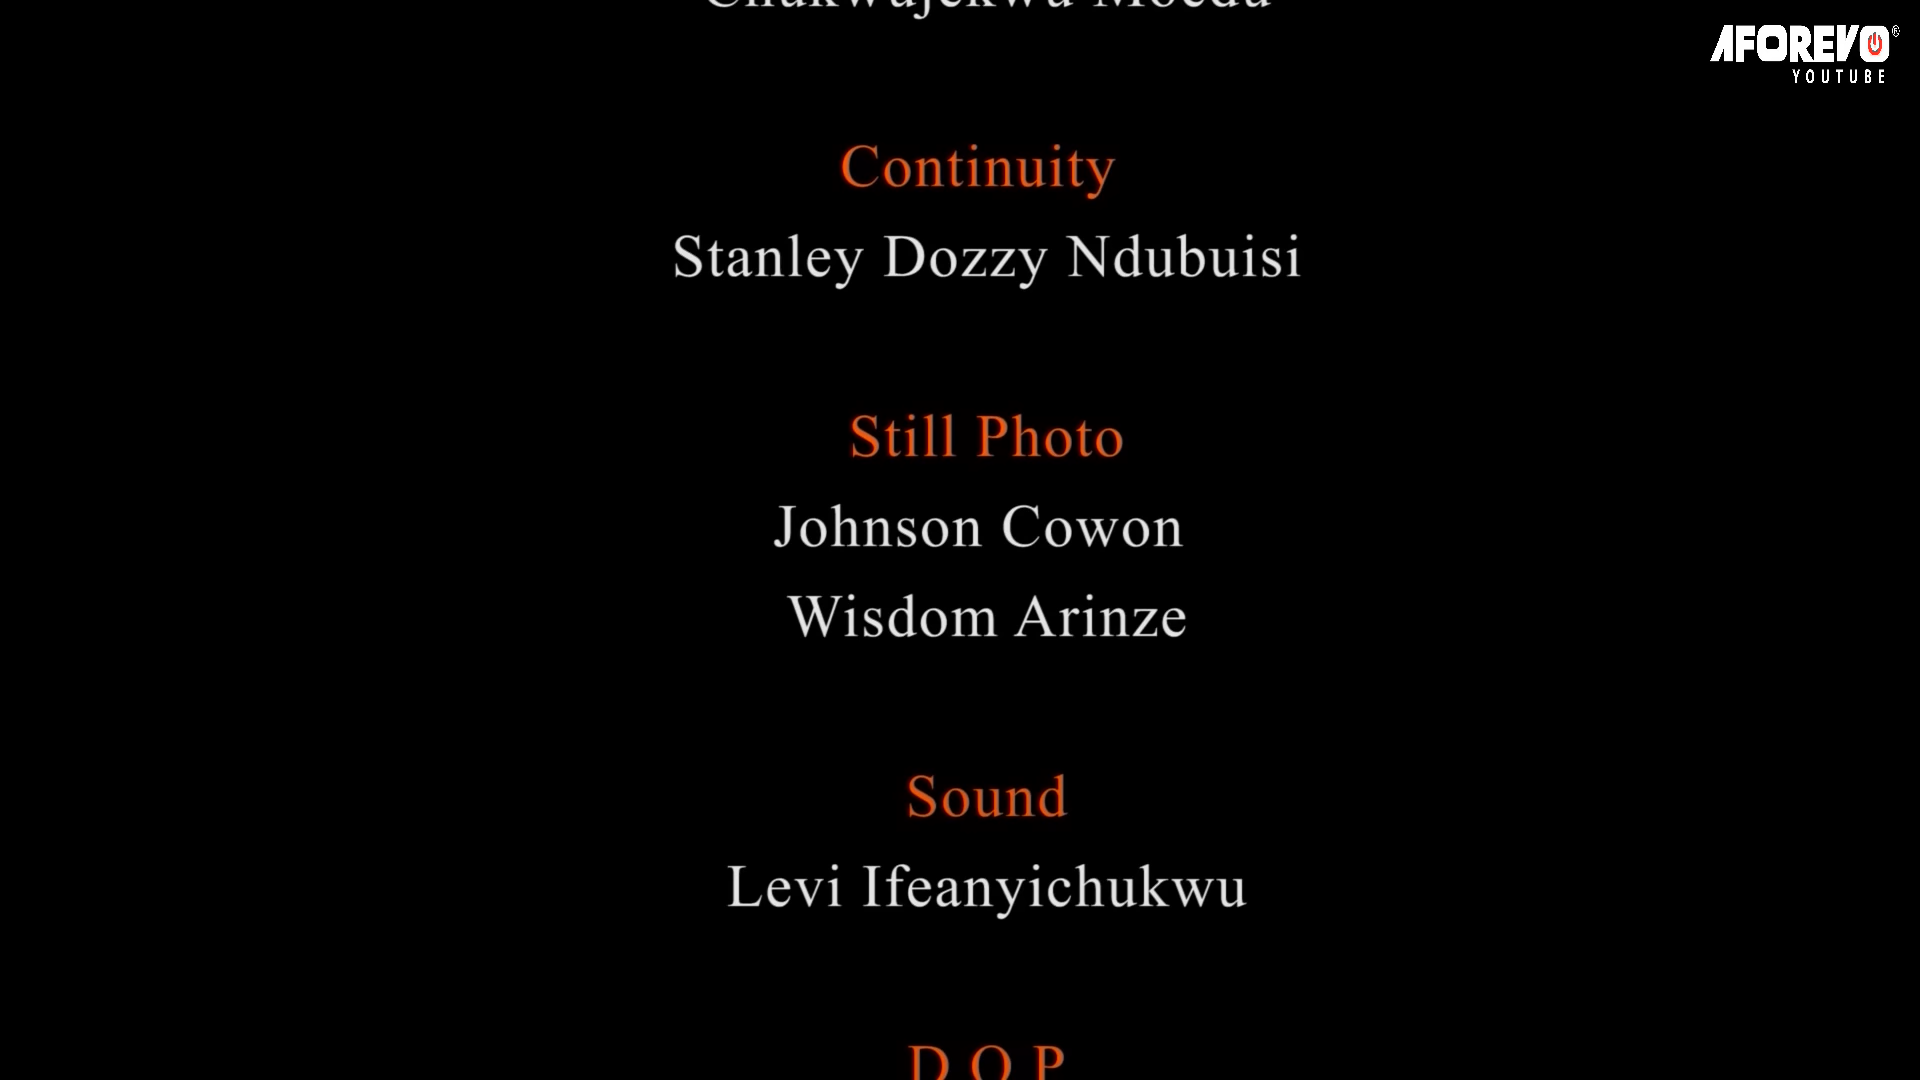 AFOREVO®
YOUTUBE
Continuity
Stanley Dozzy Ndubuisi
Still Photo
Johnson Cowon
Wisdom Arinze
Sound
Levi Ifeanyichukwu
D O P